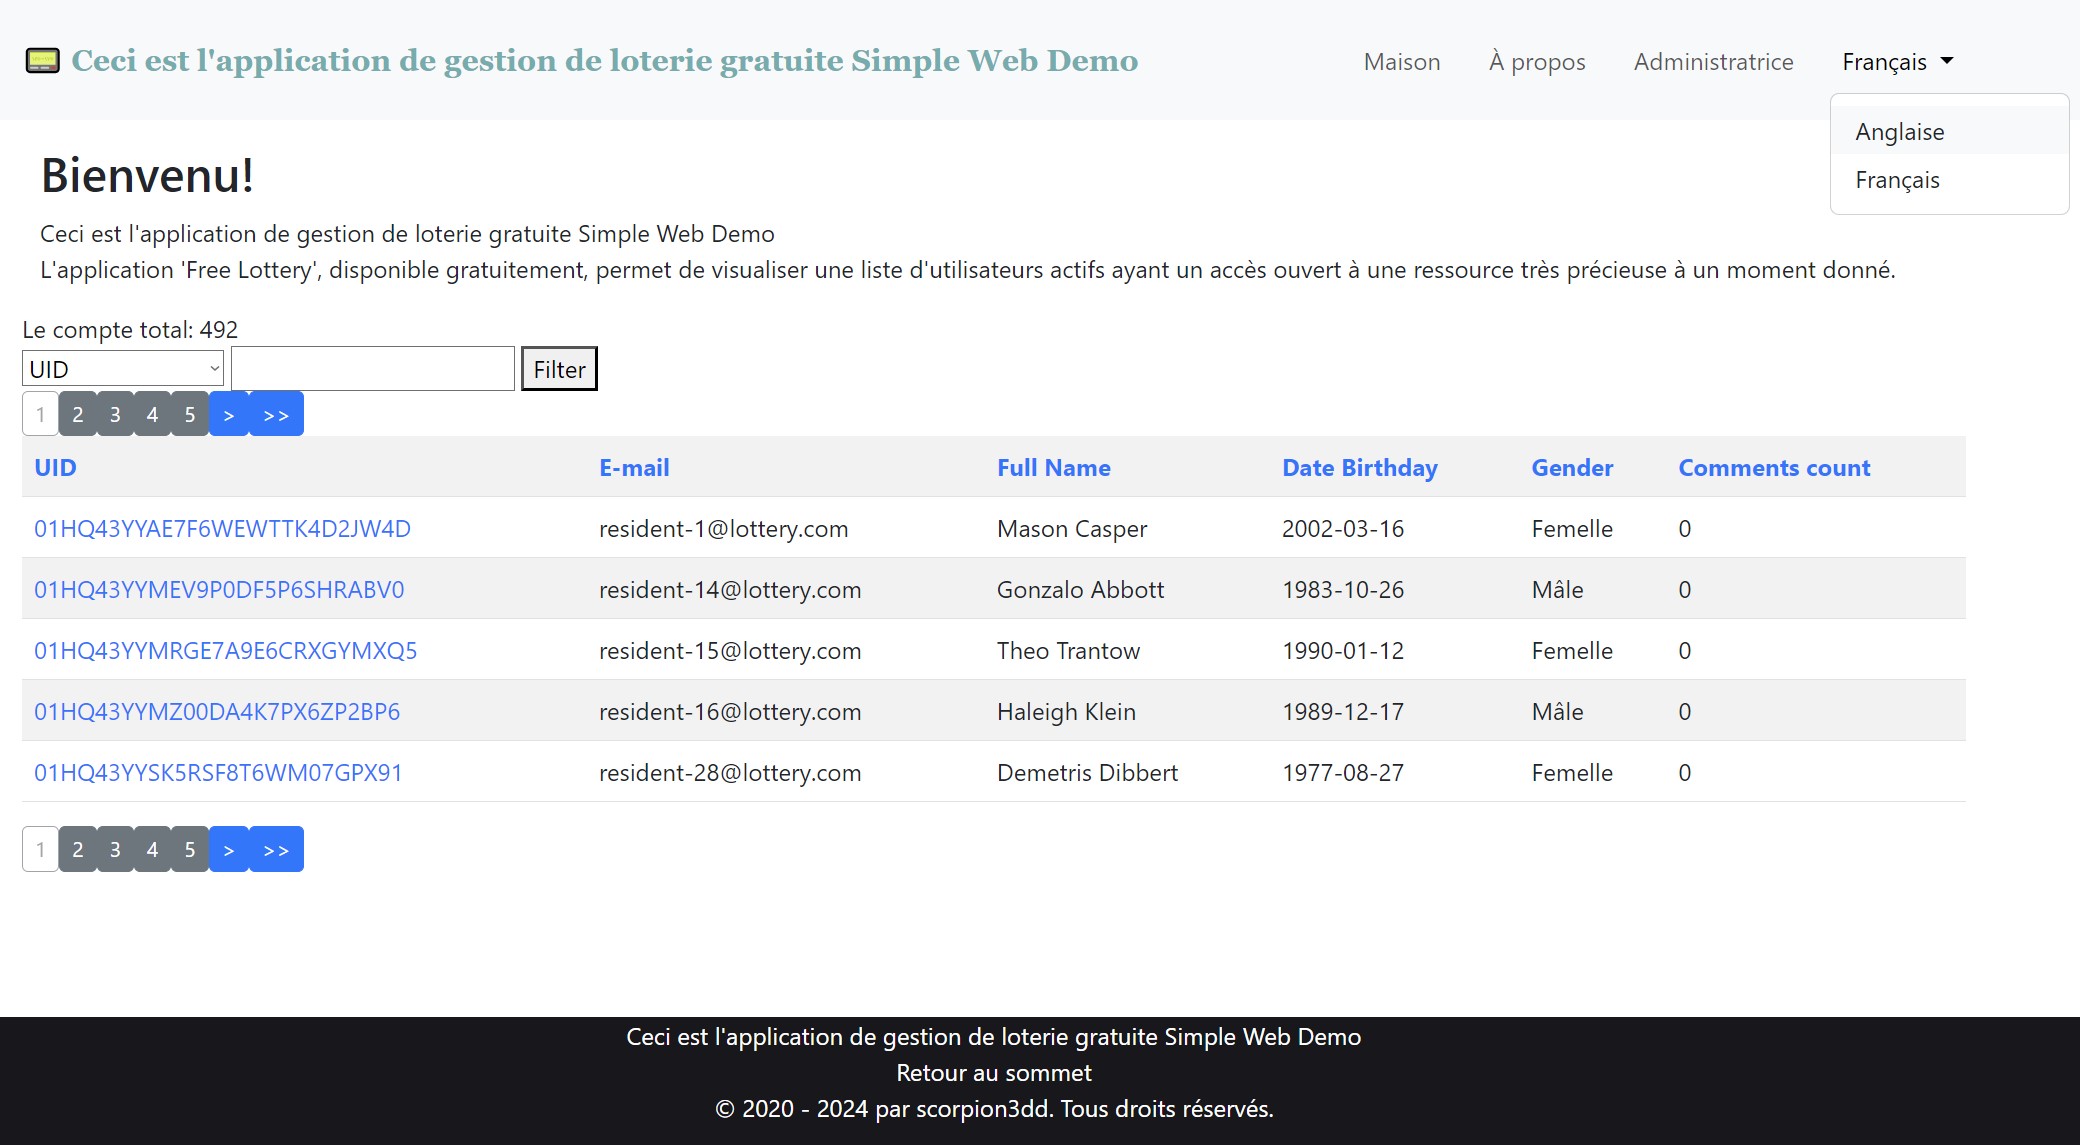 Ceci est l'application de gestion de loterie gratuite Simple Web Demo
Maison À propos Administratrice Français
Anglaise
Français
Bienvenu!
Ceci est l'application de gestion de loterie gratuite Simple Web Demo
L'application 'Free Lottery', disponible gratuitement, permet de visualiser une liste d'utilisateurs actifs ayant un accès ouvert à une ressource très précieuse à un moment donné.
Le compte total: 492
UID Filter
1 2 3 4 5 > >>
UID E-mail Full Name Date Birthday Gender Comments count
01HQ43YYAE7F6WEWTTK4D2JW4D resident-1@lottery.com Mason Casper 2002-03-16 Femelle 0
01HQ43YYMEV9P0DF5P6SHRABV0 resident-14@lottery.com Gonzalo Abbott 1983-10-26 Mâle 0
01HQ43YYMRGE7A9E6CRXGYMXQ5 resident-15@lottery.com Theo Trantow 1990-01-12 Femelle 0
01HQ43YYMZ00DA4K7PX6ZP2BP6 resident-16@lottery.com Haleigh Klein 1989-12-17 Mâle 0
01HQ43YYSK5RSF8T6WM07GPX91 resident-28@lottery.com Demetris Dibbert 1977-08-27 Femelle 0
1 2 3 4 5 > >>
Ceci est l'application de gestion de loterie gratuite Simple Web Demo
Retour au sommet
© 2020 - 2024 par scorpion3dd. Tous droits réservés.